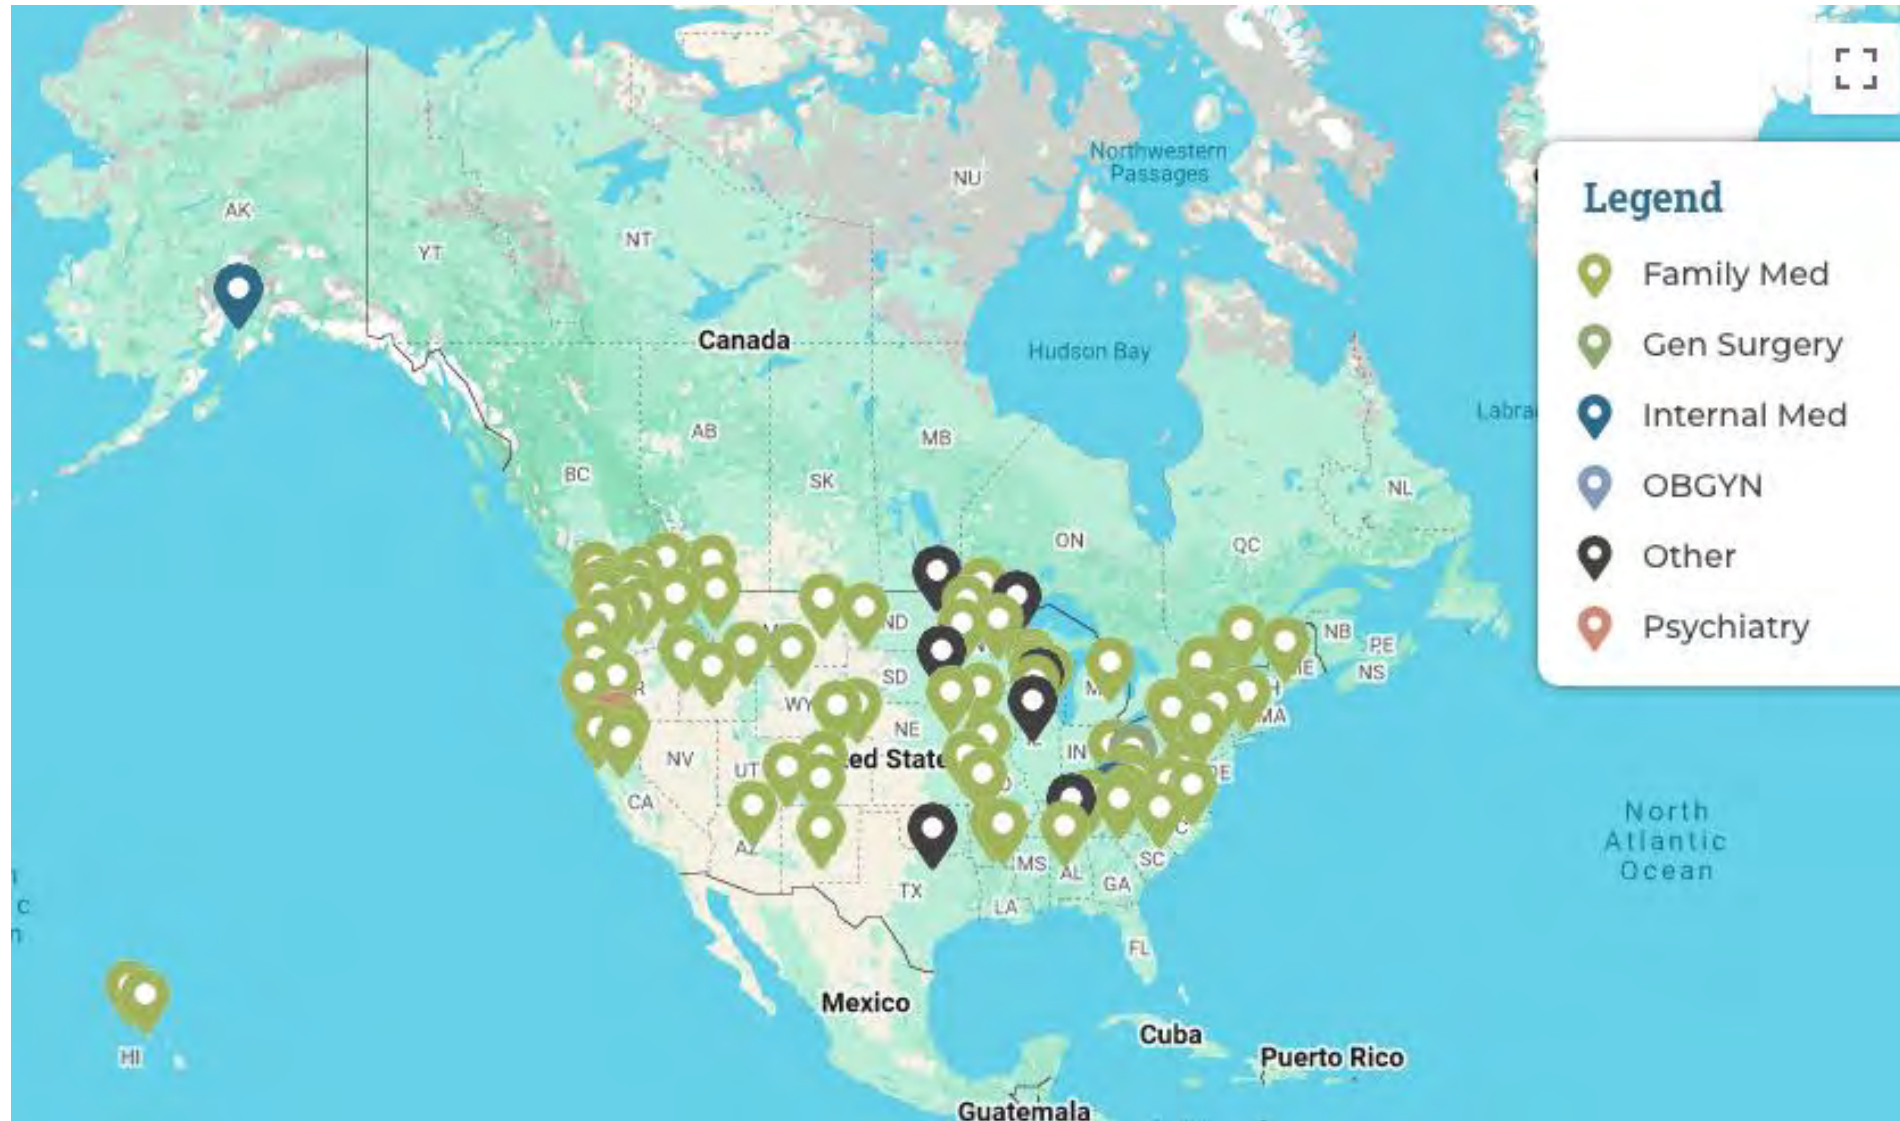 Legend
Family Med
Gen Surgery
Internal Med
OBGYN
Other
Psychiatry
AK
YT
NT
NU
Northwestern
Passages
Canada
Hudson Bay
AB
MB
BC
SK
ON
QC
NL
NB
PE
NS
ND
SD
WY
NE
IN
MA
NV
UT
ed State
CA
AZ
MS
AL
SC
GA
TX
LA
FL
North
Atlantic
Ocean
HI
Mexico
Cuba
Puerto Rico
Guatemala